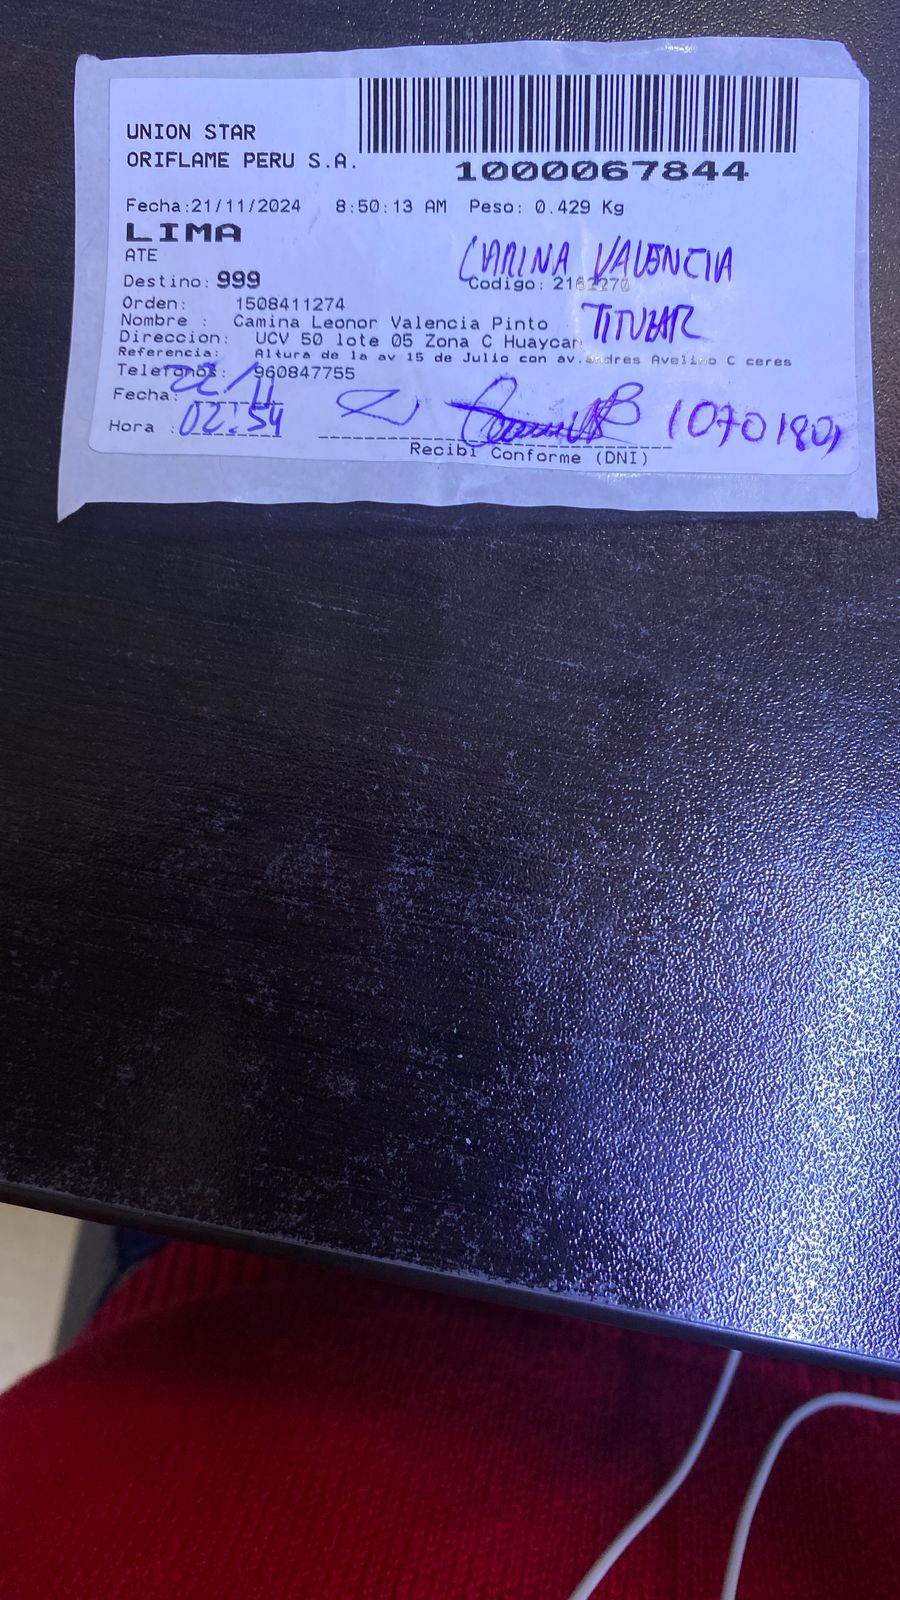 UNION STAR
ORIFLAME PERU S.A.
1000067844
Fecha:21/11/2024 8:50:13 AM Peso: 0.429 Kg
LIMA
ATE
CARINA VALENCIA
Destino: 999 Codigo: 2162270
Orden: 1508411274
TITULAR
Nombre : Camina Leonor Valencia Pinto
Direccion: UCV 50 lote 05 Zona C Huaycan
Referencia: Altura de la av 15 de Julio con av.andres Avelino C ceres
Telefonos: 960847755
Fecha: 22/11
Hora : 02:54
Recibi Conforme (DNI)